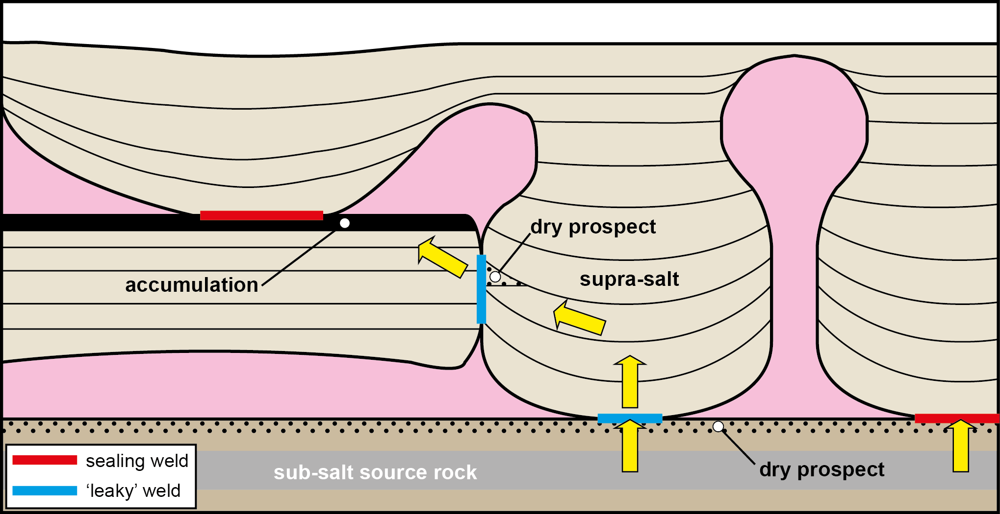 dry prospect
supra-salt
accumulation
sealing weld
‘leaky’ weld
sub-salt source rock
dry prospect